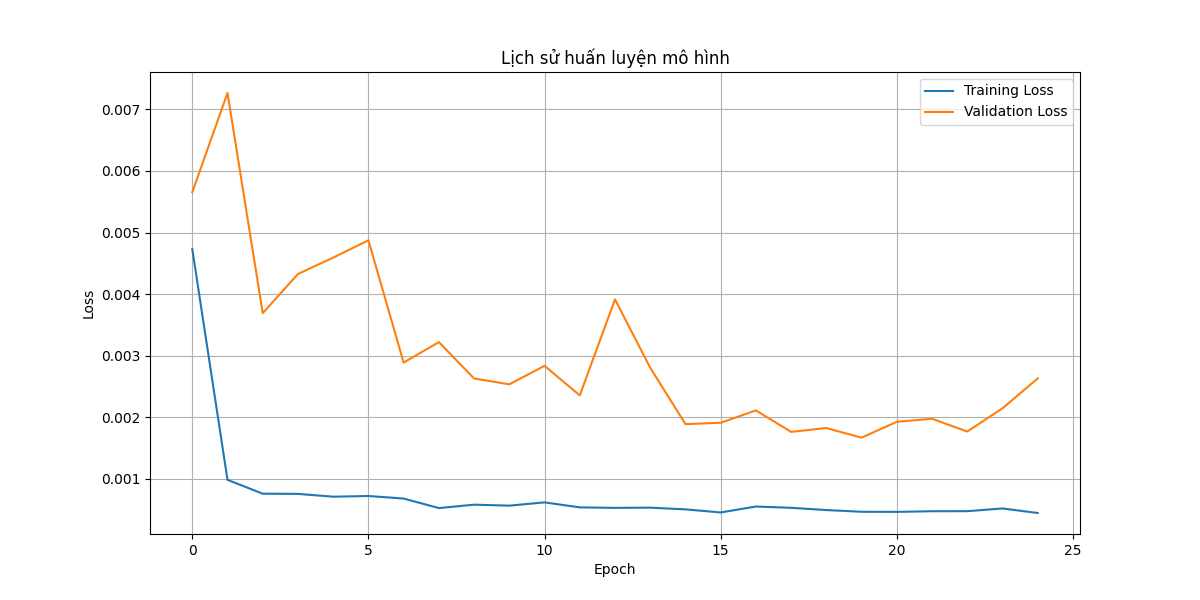 Lịch sử huấn luyện mô hình
Training Loss
Validation Loss
0.007
0.006
0.005
0.004
0.003
0.002
0.001
Loss
0 5 10 15 20 25
Epoch